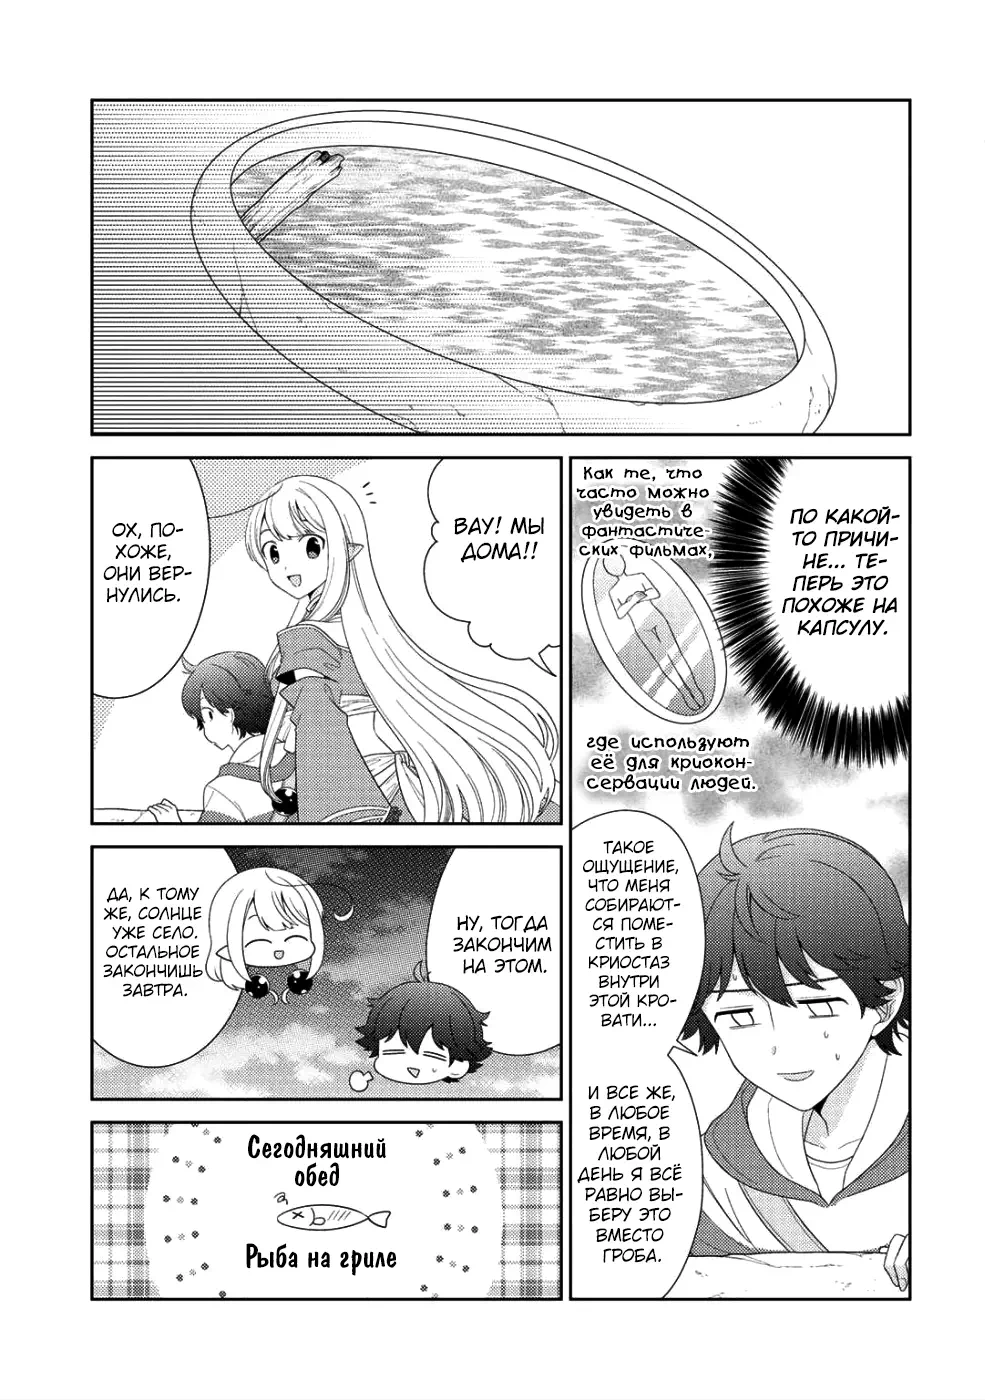 ПО КАКОЙ-
ТО ПРИЧИ-
НЕ... ТЕ-
ПЕРЬ ЭТО
ПОХОЖЕ НА
КАПСУЛУ.
Как те, что
часто можно
увидеть в
фантастиче-
ских фильмах,
где используют
её для криокон-
сервации людей.
ТАКОЕ
ОЩУЩЕНИЕ,
ЧТО МЕНЯ
СОБИРАЮТ-
СЯ ПОМЕ-
СТИТЬ В
КРИОСТАЗ
ВНУТРИ
ЭТОЙ КРО-
ВАТИ...
И ВСЕ ЖЕ,
В ЛЮБОЕ
ВРЕМЯ, В
ЛЮБОЙ
ДЕНЬ Я ВСЁ
РАВНО ВЫ-
БЕРУ ЭТО
ВМЕСТО
ГРОБА.
ВАУ! МЫ
ДОМА!!
ОХ, ПО-
ХОЖЕ,
ОНИ ВЕР-
НУЛИСЬ.
НУ, ТОГДА
ЗАКОНЧИМ
НА ЭТОМ.
ДА, К ТОМУ
ЖЕ, СОЛНЦЕ
УЖЕ СЕЛО.
ОСТАЛЬНОЕ
ЗАКОНЧИШЬ
ЗАВТРА.
Сегодняшний
обед
Рыба на гриле